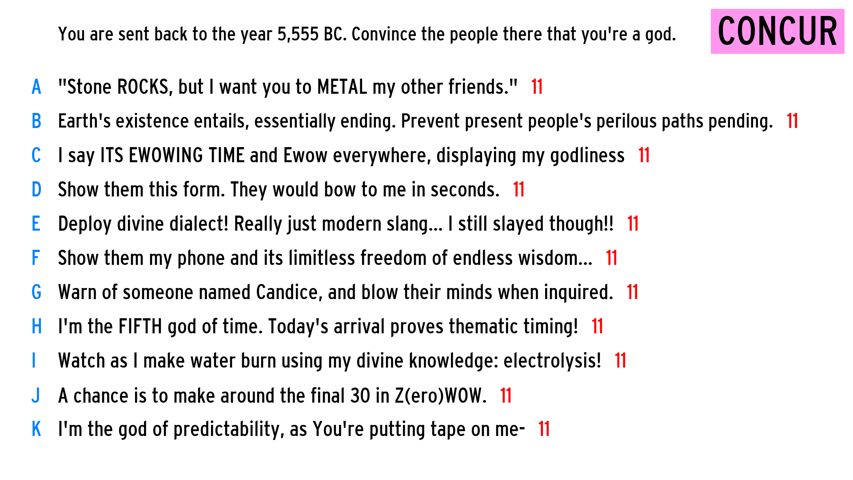 You are sent back to the year 5,555 BC. Convince the people there that you're a god.
CONCUR
A "Stone ROCKS, but I want you to METAL my other friends." 11
B Earth's existence entails, essentially ending. Prevent present people's perilous paths pending. 11
C I say ITS EWOWING TIME and Ewow everywhere, displaying my godliness 11
D Show them this form. They would bow to me in seconds. 11
E Deploy divine dialect! Really just modern slang... I still slayed though!! 11
F Show them my phone and its limitless freedom of endless wisdom... 11
G Warn of someone named Candice, and blow their minds when inquired. 11
H I'm the FIFTH god of time. Today's arrival proves thematic timing! 11
I Watch as I make water burn using my divine knowledge: electrolysis! 11
J A chance is to make around the final 30 in Z(ero)WOW. 11
K I'm the god of predictability, as You're putting tape on me- 11